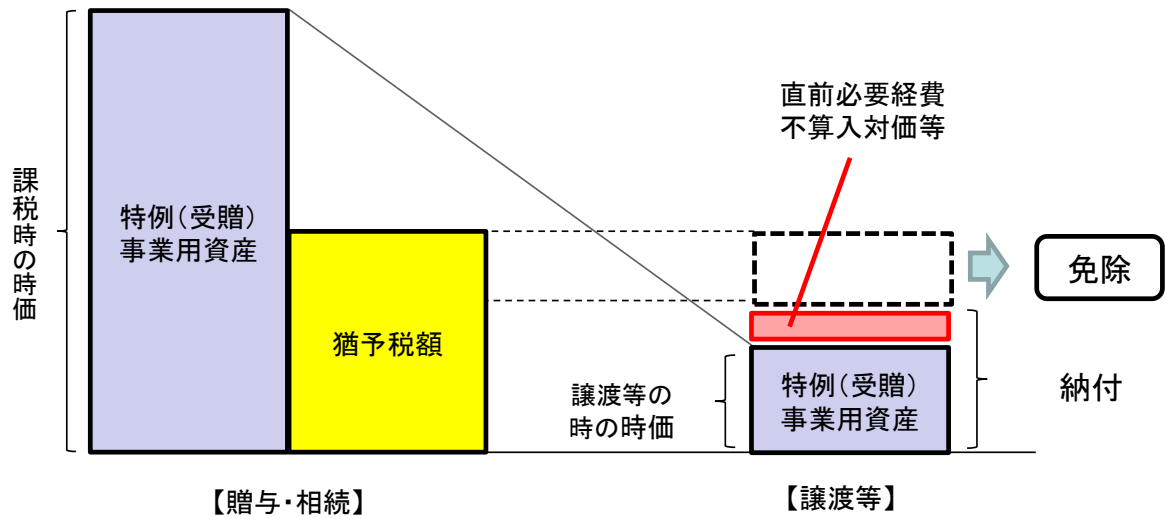 課税時の時価
特例（受贈）
事業用資産
猶予税額
【贈与・相続】
直前必要経費
不算入対価等
免除
譲渡等の
時の時価
特例（受贈）
事業用資産
納付
【譲渡等】